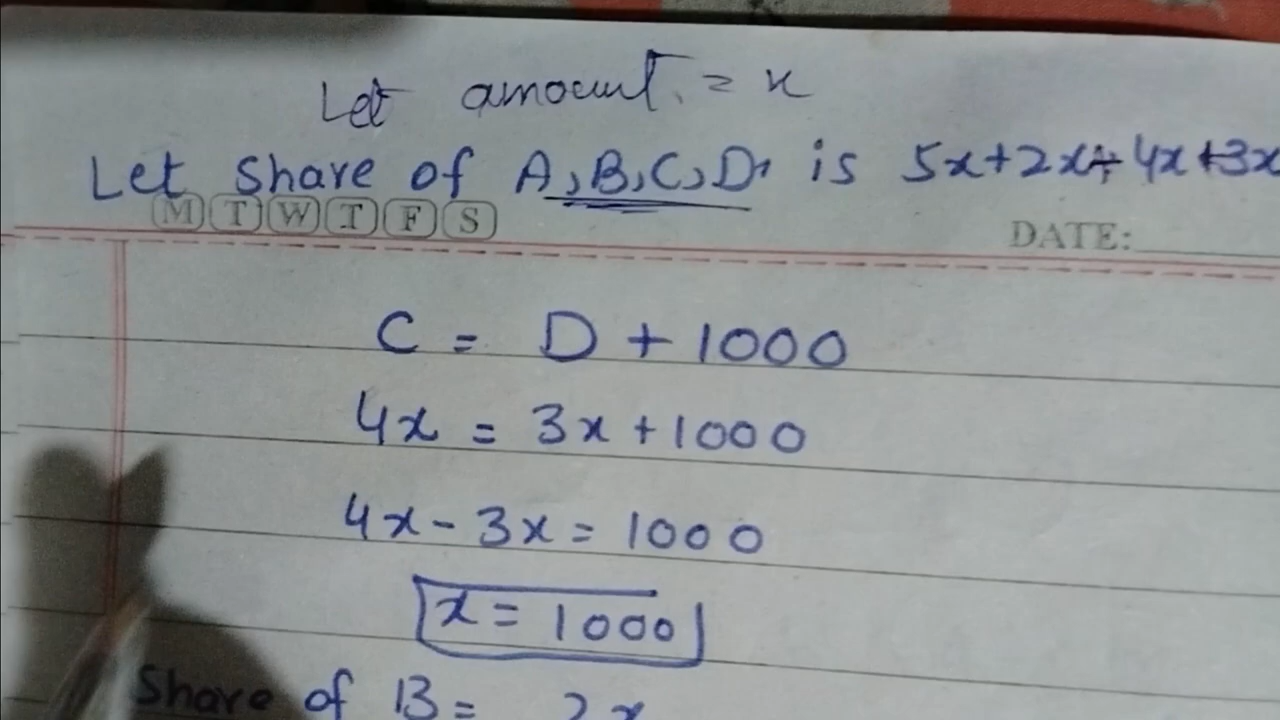 Let amount = x
Let share of A,B,C,D, is 5x+2x+4x+3x
M T W T F S
DATE:
C = D + 1000
4x = 3x + 1000
4x - 3x = 1000
x = 1000
Share of B = 2x